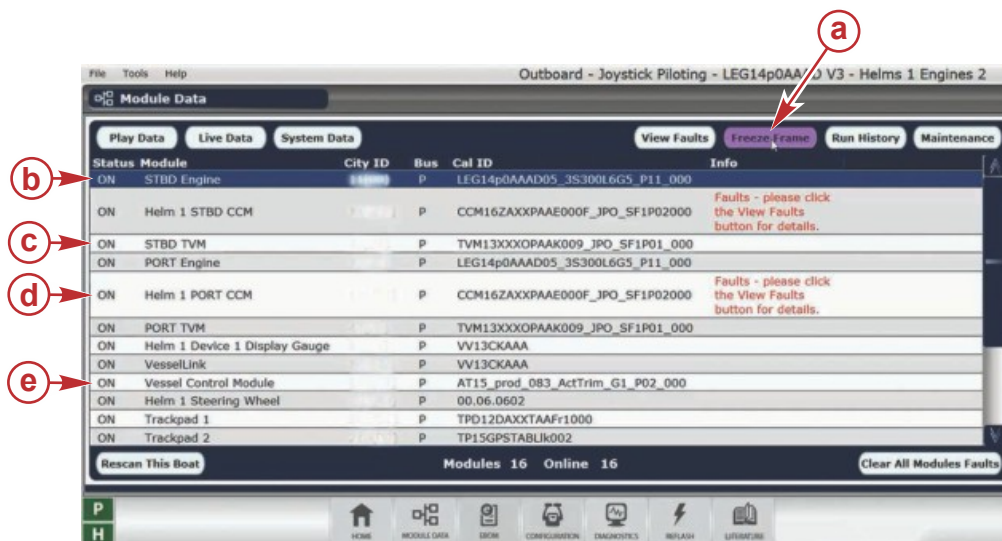 a
File Tools Help Outboard - Joystick Piloting - LEG14p0AAAD V3 - Helms 1 Engines 2
Module Data
Play Data Live Data System Data View Faults Freeze Frame Run History Maintenance
Status Module City ID Bus Cal ID Info
b ON STBD Engine P LEG14p0AAAD05_3S300L6G5_P11_000
ON Helm 1 STBD CCM P CCM16ZAXXPAAE000F_JPO_SF1P02000 Faults - please click
the View Faults
button for details.
c ON STBD TVM P TVM13XXXOPAAK009_JPO_SF1P01_000
ON PORT Engine P LEG14p0AAAD05_3S300L6G5_P11_000
d ON Helm 1 PORT CCM P CCM16ZAXXPAAE000F_JPO_SF1P02000 Faults - please click
the View Faults
button for details.
ON PORT TVM P TVM13XXXOPAAK009_JPO_SF1P01_000
ON Helm 1 Device 1 Display Gauge P VV13CKAAA
ON VesselLink P VV13CKAAA
e ON Vessel Control Module P AT15_prod_083_ActTrim_G1_P02_000
ON Helm 1 Steering Wheel P 00.06.0602
ON Trackpad 1 P TPD12DAXXTAAFr1000
ON Trackpad 2 P TP15GPSTABLlk002
Rescan This Boat Modules 16 Online 16 Clear All Modules Faults
P
H
HOME MODULE DATA CONFIGURATION DIAGNOSTICS REFLASH LITERATURE